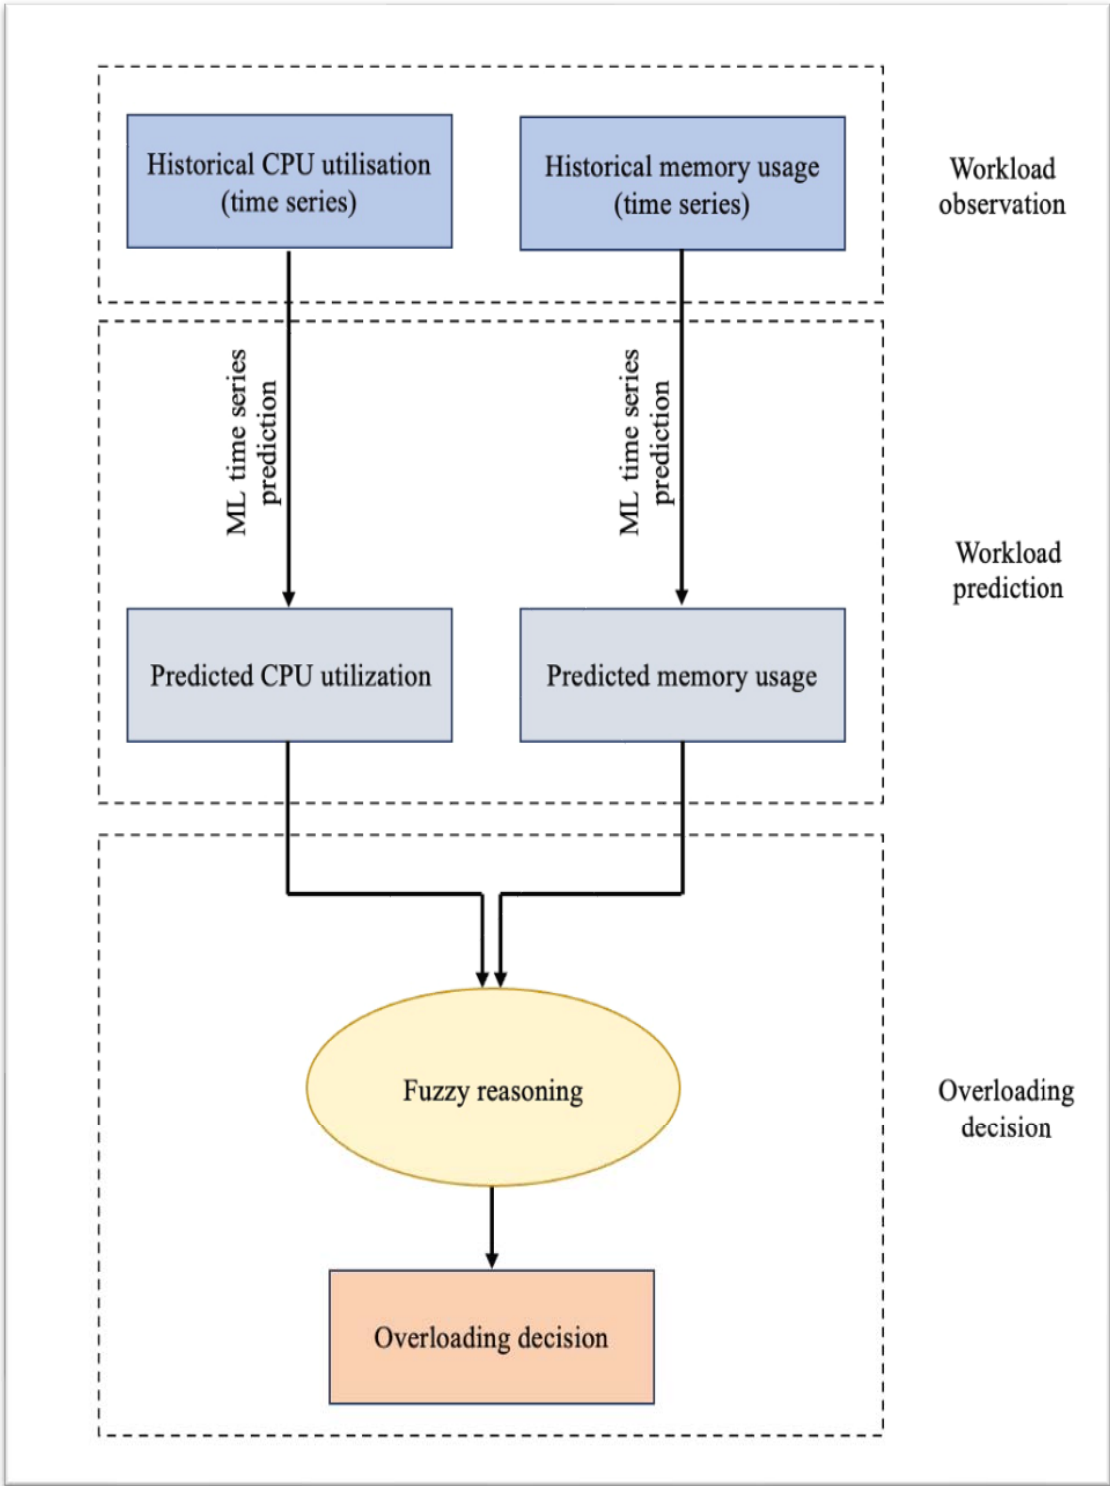 Historical CPU utilisation
(time series)
Historical memory usage
(time series)
Workload
observation
ML time series
prediction
ML time series
prediction
Workload
prediction
Predicted CPU utilization
Predicted memory usage
Fuzzy reasoning
Overloading
decision
Overloading decision